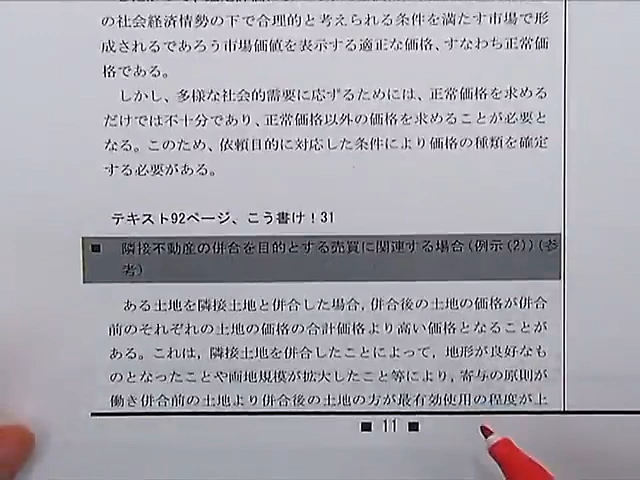 の社会経済情勢の下で合理的と考えられる条件を満たす市場で形
成されるであろう市場価値を表示する適正な価格、すなわち正常価
格である。
しかし、多様な社会的需要に応ずるためには、正常価格を求める
だけでは不十分であり、正常価格以外の価格を求めることが必要と
なる。このため、依頼目的に対応した条件により価格の種類を確定
する必要がある。
テキスト92ページ、こう書け！31
■ 隣接不動産の併合を目的とする売買に関連する場合(例示(2))(参
考)
ある土地を隣接土地と併合した場合，併合後の土地の価格が併合
前のそれぞれの土地の価格の合計価格より高い価格となることが
ある。これは，隣接土地を併合したことによって，地形が良好なも
のとなったことや画地規模が拡大したこと等により，寄与の原則が
働き併合前の土地より併合後の土地の方が最有効使用の程度が上
■ 11 ■